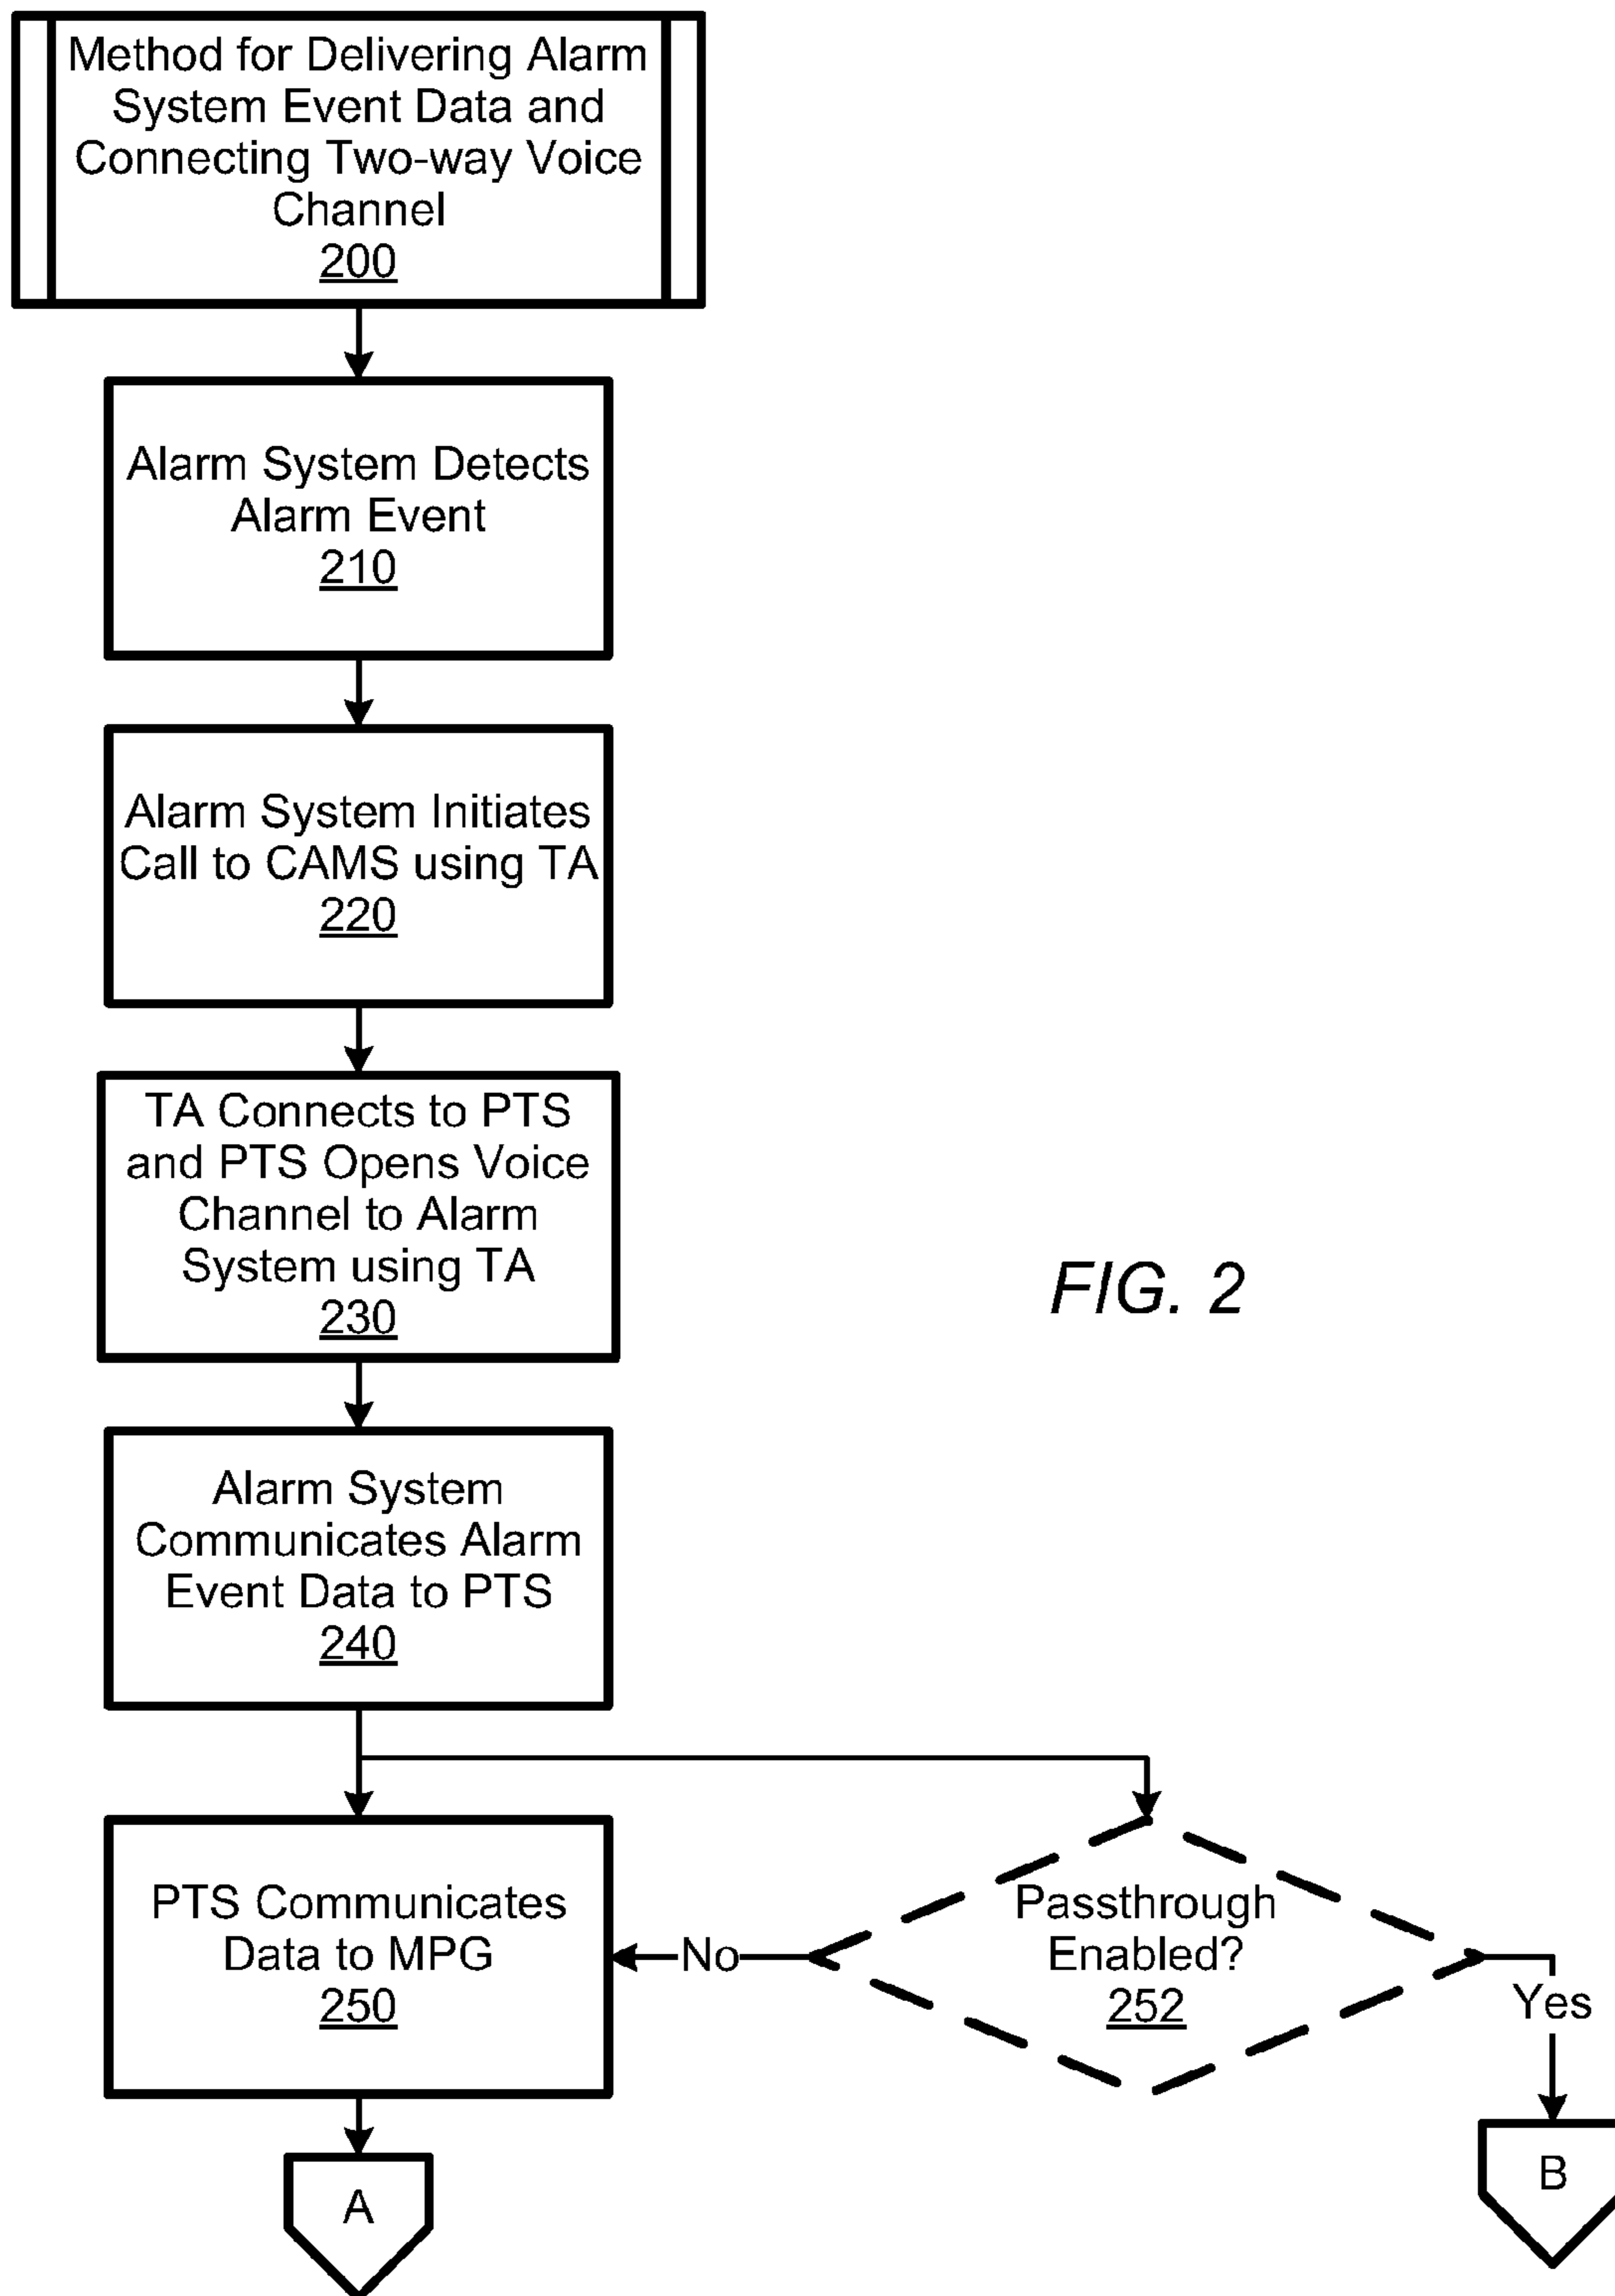 Method for Delivering Alarm
System Event Data and
Connecting Two-way Voice
Channel
200
Alarm System Detects
Alarm Event
210
Alarm System Initiates
Call to CAMS using TA
220
TA Connects to PTS
and PTS Opens Voice
Channel to Alarm
System using TA
230
FIG. 2
Alarm System
Communicates Alarm
Event Data to PTS
240
PTS Communicates
Data to MPG
250
No
Passthrough
Enabled?
252
Yes
A
B